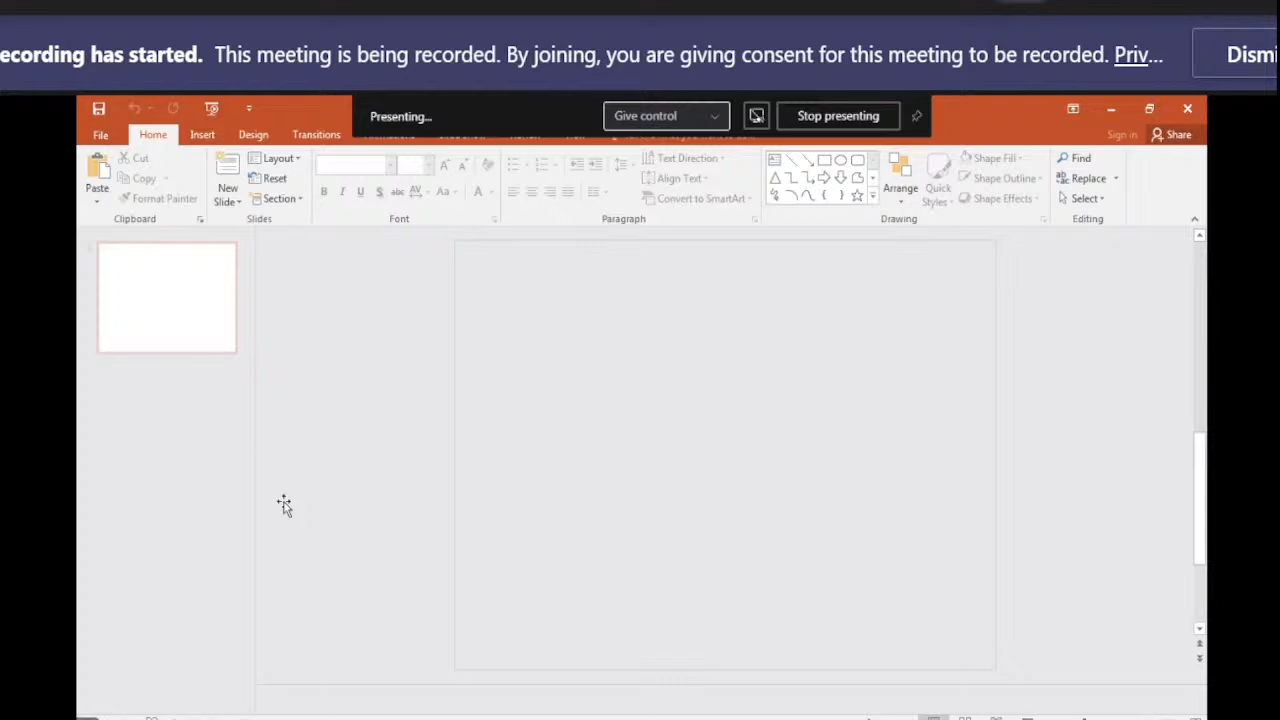 ecording has started. This meeting is being recorded. By joining, you are giving consent for this meeting to be recorded. Priv...
Dismi
Presenting...
Give control
Stop presenting
File
Home
Insert
Design
Transitions
Sign in
Share
Paste
Cut
Copy
Format Painter
Clipboard
New
Slide
Layout
Reset
Section
Slides
B I U S abc AV Aa A
Font
Text Direction
Align Text
Convert to SmartArt
Paragraph
Arrange
Quick
Styles
Shape Fill
Shape Outline
Shape Effects
Drawing
Find
Replace
Select
Editing